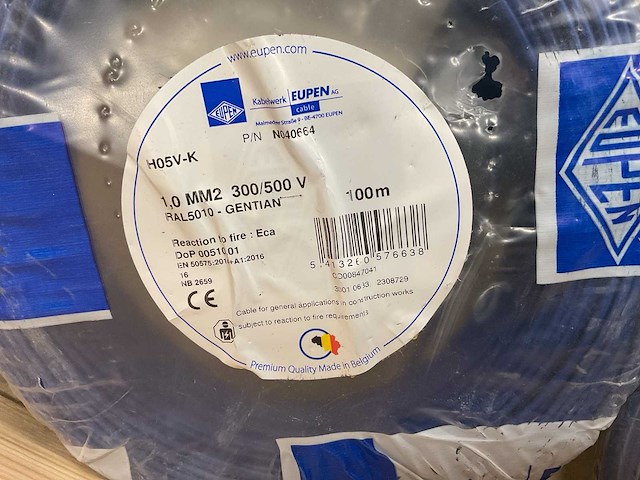 www.eupen.com
EUPEN
Kabelwerk EUPEN AG
cable
Malmedyer Straße 9 - BE-4700 EUPEN
P/N N040664
H05V-K
1,0 MM2 300/500 V 100m
RAL5010 - GENTIAN
Reaction to fire : Eca
DoP 0051001
EN 50575:2014+A1:2016
16
NB 2659
CE
5 413260 576638
2308729
Cable for general applications in construction works
subject to reaction to fire requirements
Premium Quality Made in Belgium
EUPEN